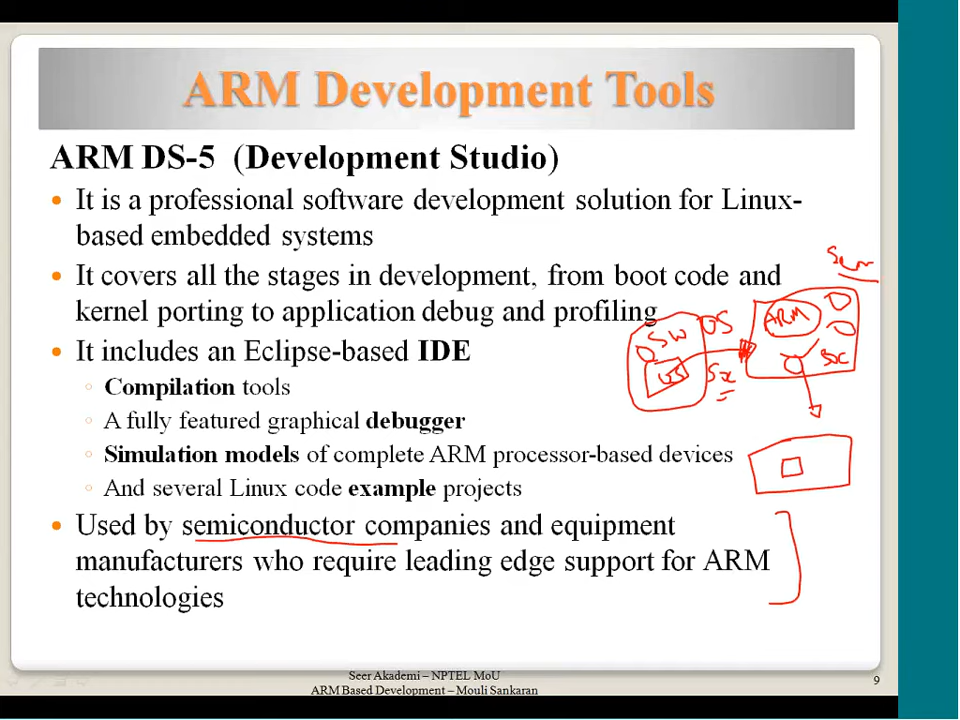 ARM Development Tools
ARM DS-5 (Development Studio)
It is a professional software development solution for Linux-
based embedded systems
It covers all the stages in development, from boot code and
kernel porting to application debug and profiling
It includes an Eclipse-based IDE
Compilation tools
A fully featured graphical debugger
Simulation models of complete ARM processor-based devices
And several Linux code example projects
Used by semiconductor companies and equipment
manufacturers who require leading edge support for ARM
technologies
ARM
SW
OS
Seer Akademi – NPTEL MoU
ARM Based Development – Mouli Sankaran
9